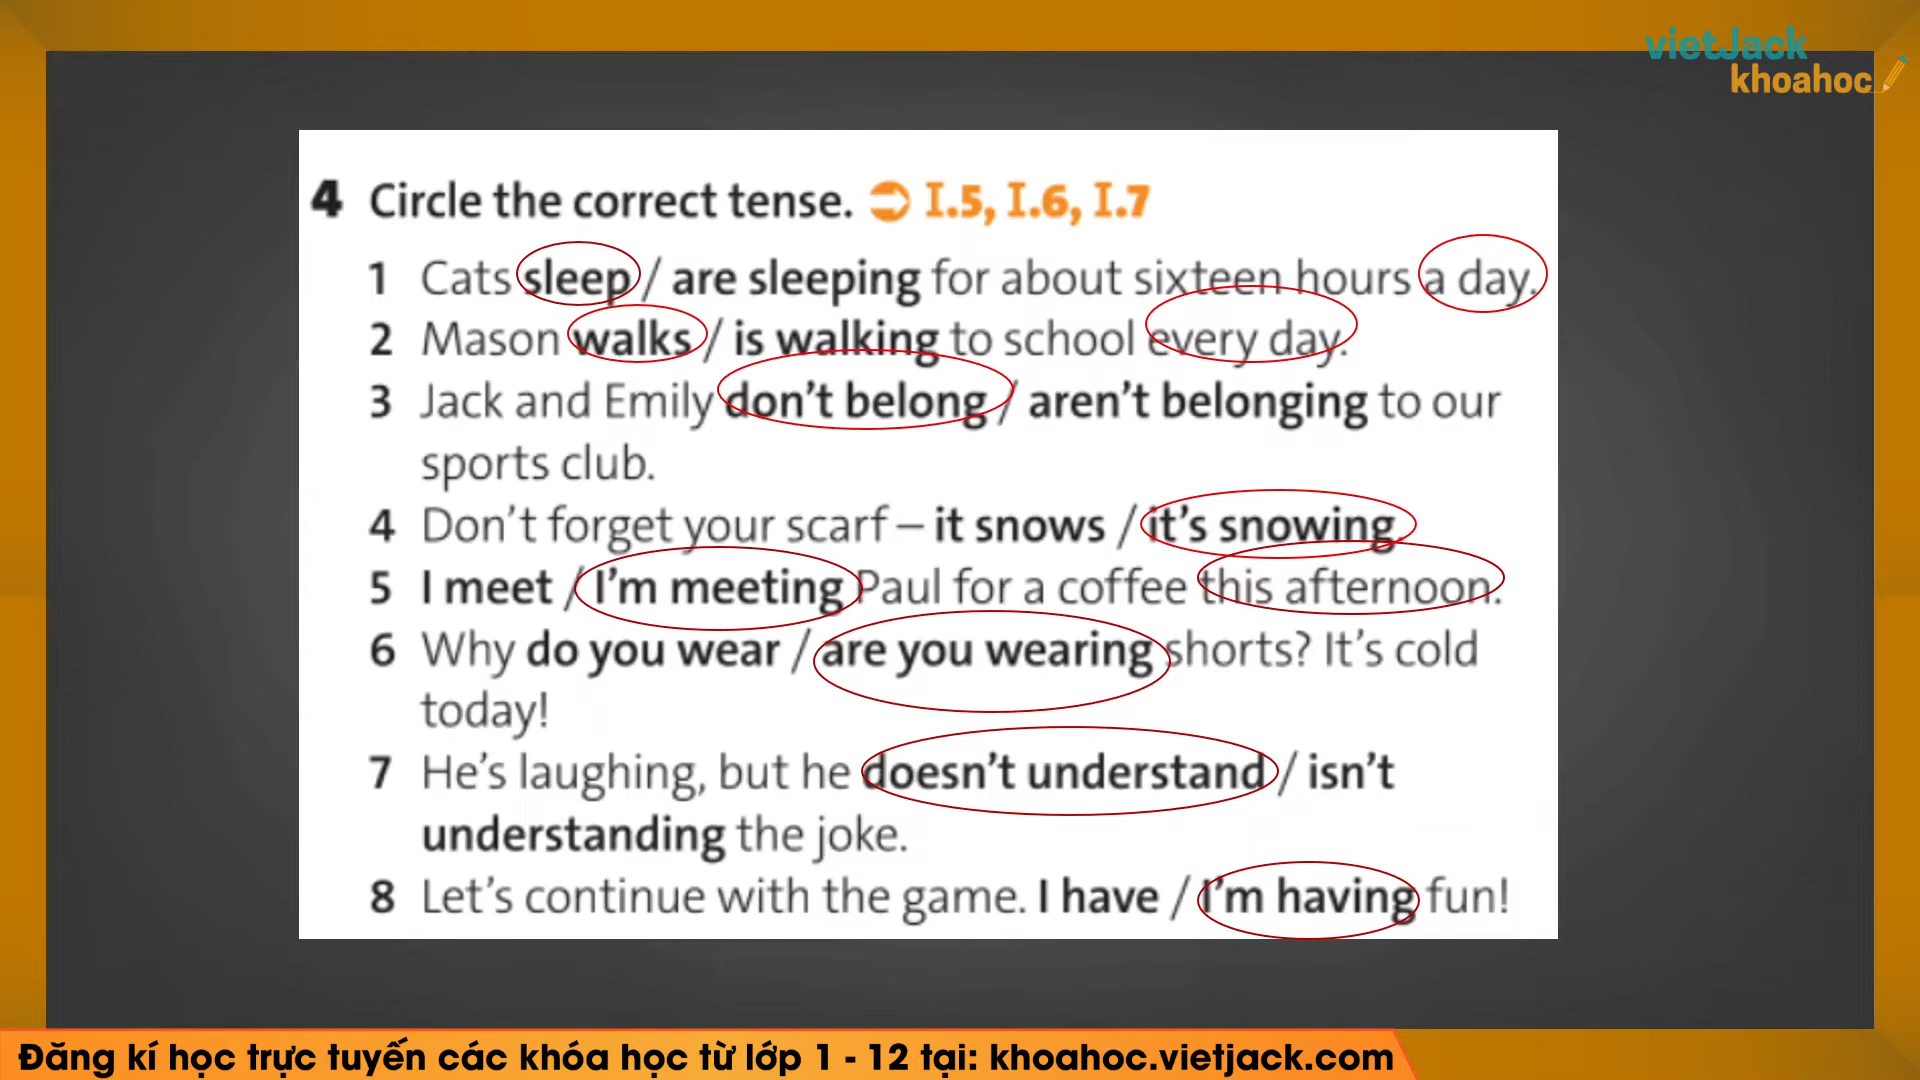 vietJack
khoahoc
4 Circle the correct tense. ➲ I.5, I.6, I.7
1 Cats sleep / are sleeping for about sixteen hours a day.
2 Mason walks / is walking to school every day.
3 Jack and Emily don't belong / aren't belonging to our
sports club.
4 Don't forget your scarf – it snows / it's snowing.
5 I meet / I'm meeting Paul for a coffee this afternoon.
6 Why do you wear / are you wearing shorts? It's cold
today!
7 He's laughing, but he doesn't understand / isn't
understanding the joke.
8 Let's continue with the game. I have / I'm having fun!
Đăng kí học trực tuyến các khóa học từ lớp 1 - 12 tại: khoahoc.vietjack.com